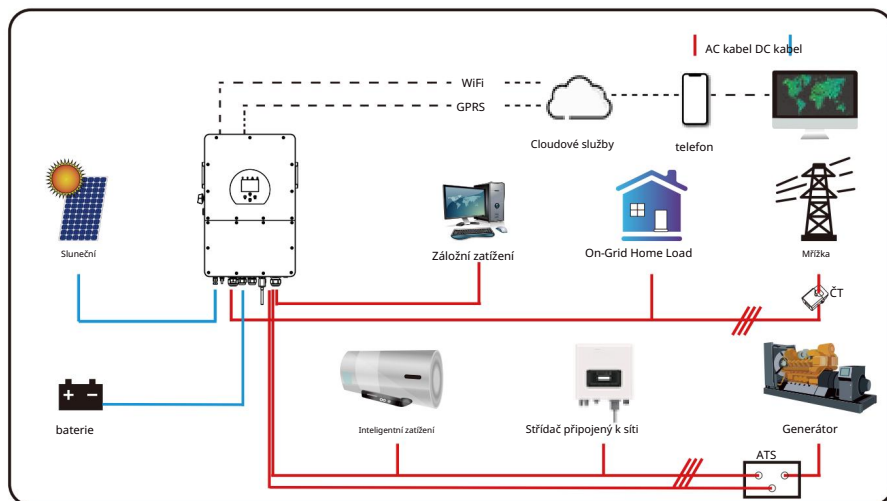 AC kabel DC kabel
WiFi
GPRS
Cloudové služby
telefon
Sluneční
Záložní zatížení
On-Grid Home Load
Mřížka
ČT
baterie
Inteligentní zatížení
Střídač připojený k síti
Generátor
ATS